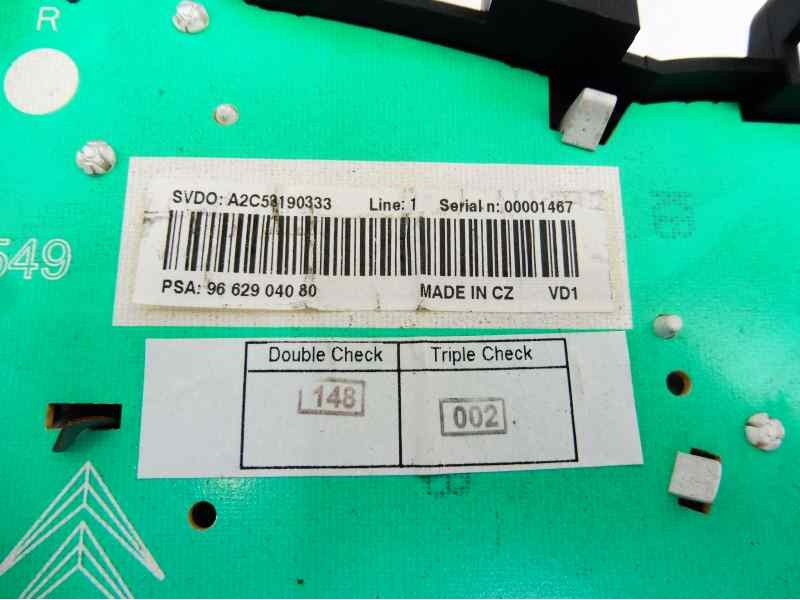 R
SVDO: A2C53190333 Line: 1 Serial n: 00001467
549
PSA: 96 629 040 80 MADE IN CZ VD1
Double Check Triple Check
148 002